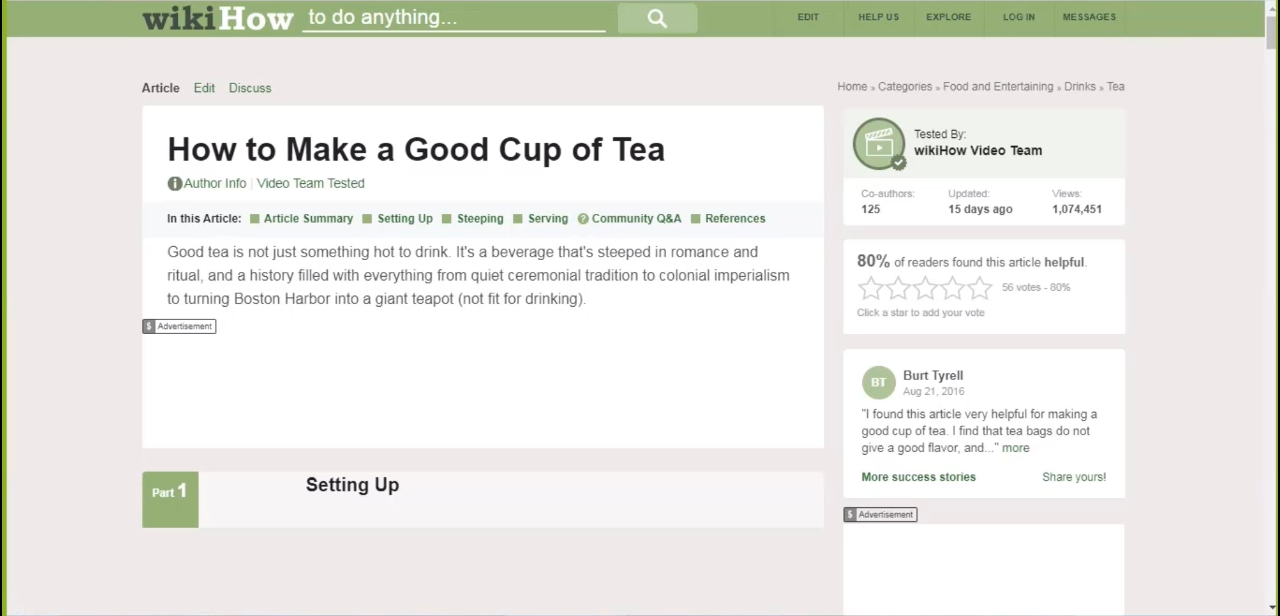 wikiHow to do anything...
EDIT HELP US EXPLORE LOG IN MESSAGES
Article Edit Discuss
Home » Categories » Food and Entertaining » Drinks » Tea
How to Make a Good Cup of Tea
Author Info | Video Team Tested
In this Article: Article Summary Setting Up Steeping Serving ? Community Q&A References
Good tea is not just something hot to drink. It's a beverage that's steeped in romance and
ritual, and a history filled with everything from quiet ceremonial tradition to colonial imperialism
to turning Boston Harbor into a giant teapot (not fit for drinking).
$ Advertisement
Part 1 Setting Up
Tested By:
wikiHow Video Team
Co-authors: Updated: Views:
125 15 days ago 1,074,451
80% of readers found this article helpful.
56 votes - 80%
Click a star to add your vote
BT Burt Tyrell
Aug 21, 2016
"I found this article very helpful for making a
good cup of tea. I find that tea bags do not
give a good flavor, and..." more
More success stories Share yours!
$ Advertisement